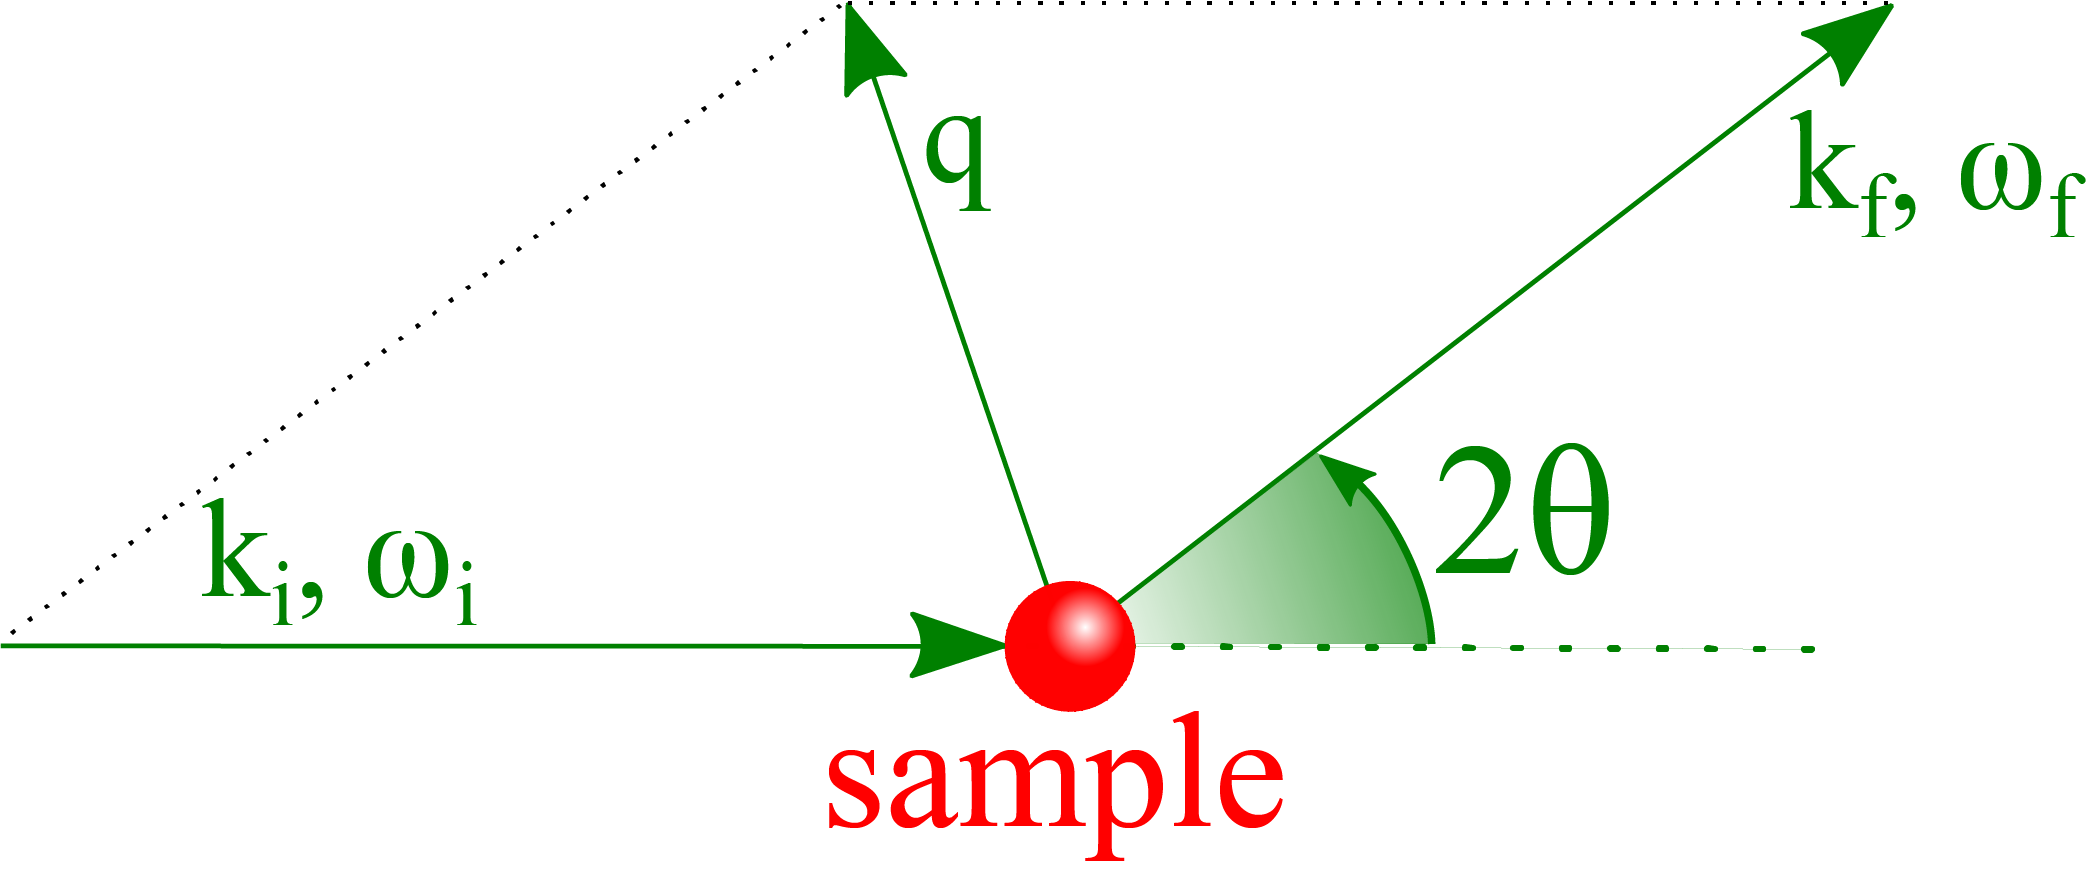 q
k_f, ω_f
k_i, ω_i
2θ
sample